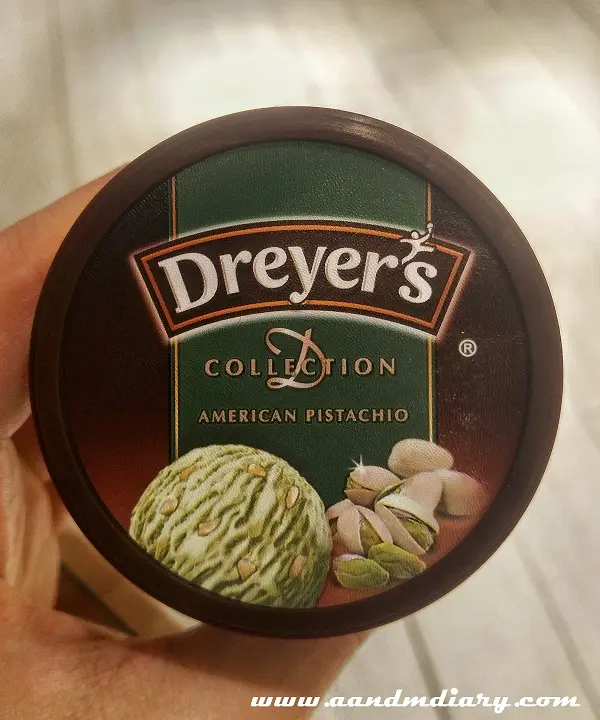 Dreyer's
D
COLLECTION
AMERICAN PISTACHIO
®
www.aandmdiary.com